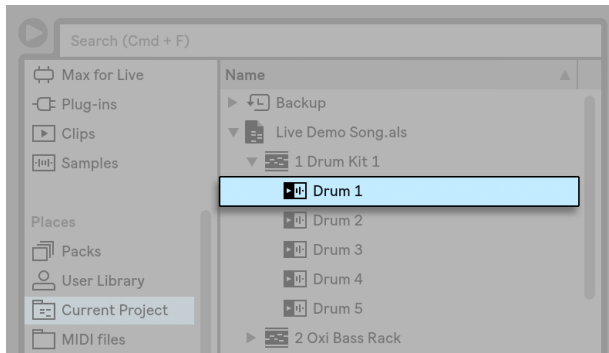 Search (Cmd + F)
Max for Live
Plug-ins
Clips
Samples
Places
Packs
User Library
Current Project
MIDI files
Name
Backup
Live Demo Song.als
1 Drum Kit 1
Drum 1
Drum 2
Drum 3
Drum 4
Drum 5
2 Oxi Bass Rack